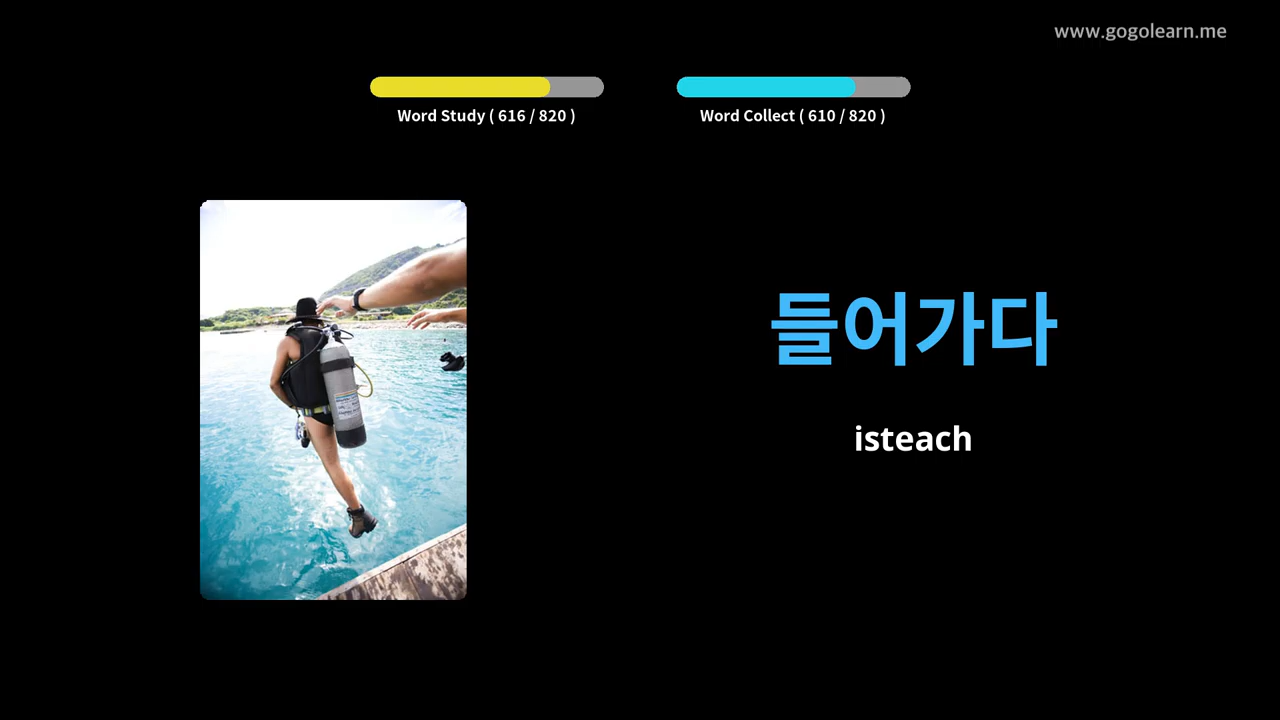 www.gogolearn.me
Word Study ( 616 / 820 )
Word Collect ( 610 / 820 )
들어가다
isteach